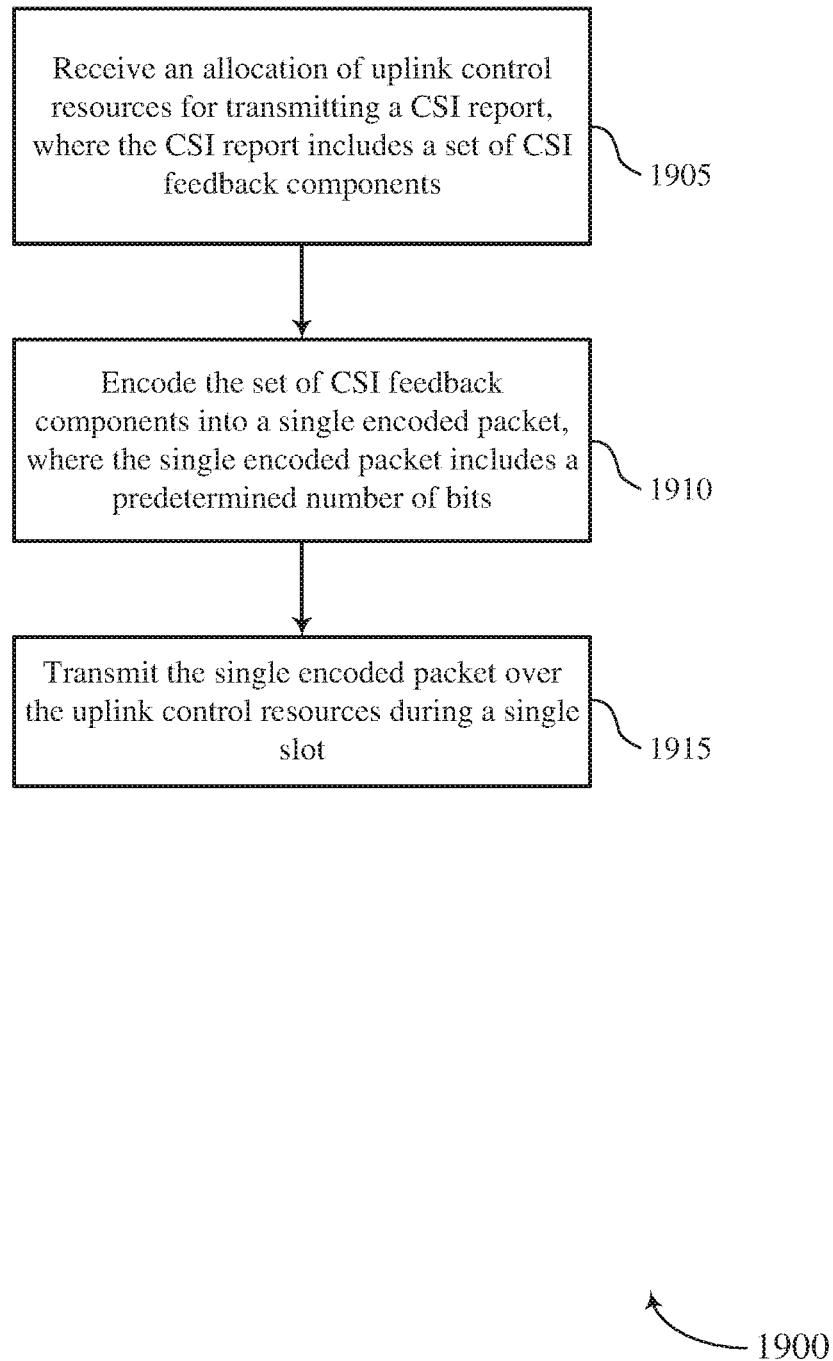 Receive an allocation of uplink control
resources for transmitting a CSI report,
where the CSI report includes a set of CSI
feedback components
1905
Encode the set of CSI feedback
components into a single encoded packet,
where the single encoded packet includes a
predetermined number of bits
1910
Transmit the single encoded packet over
the uplink control resources during a single
slot
1915
1900